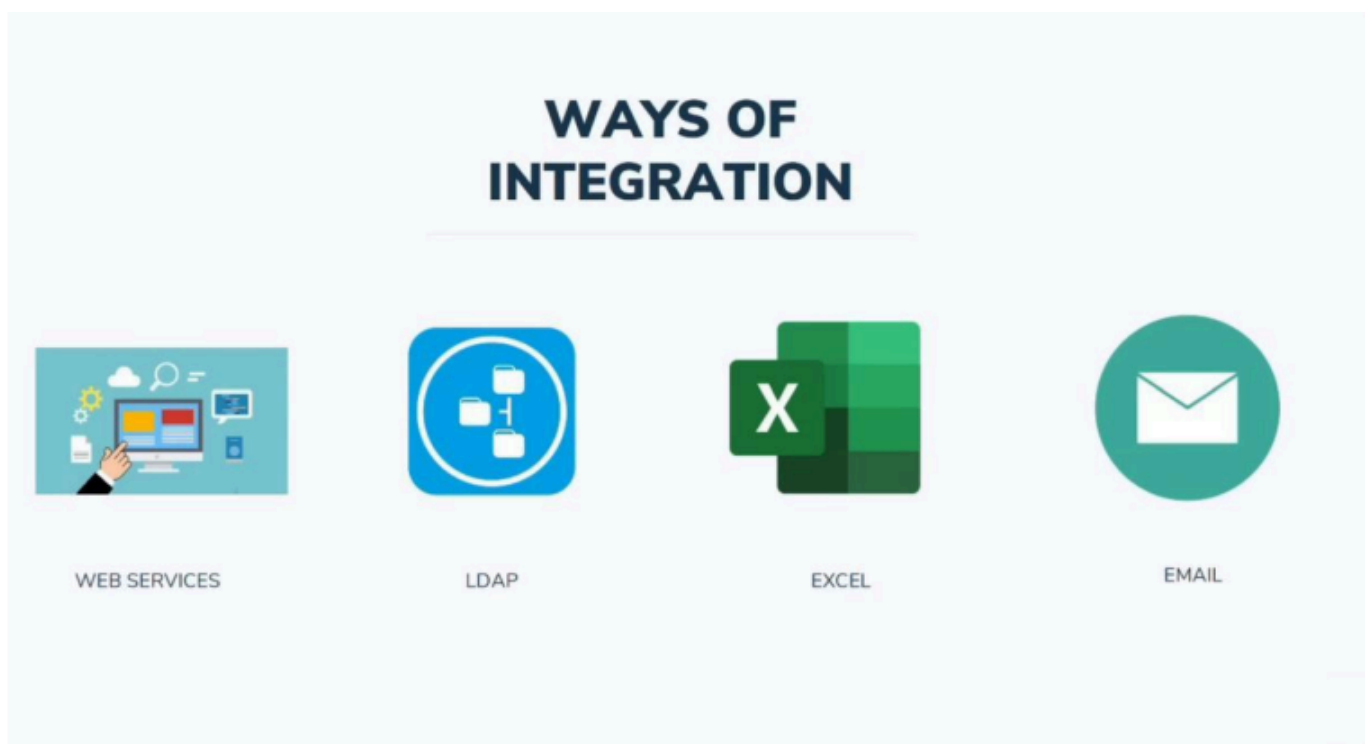 WAYS OF
INTEGRATION
X
WEB SERVICES
LDAP
EXCEL
EMAIL